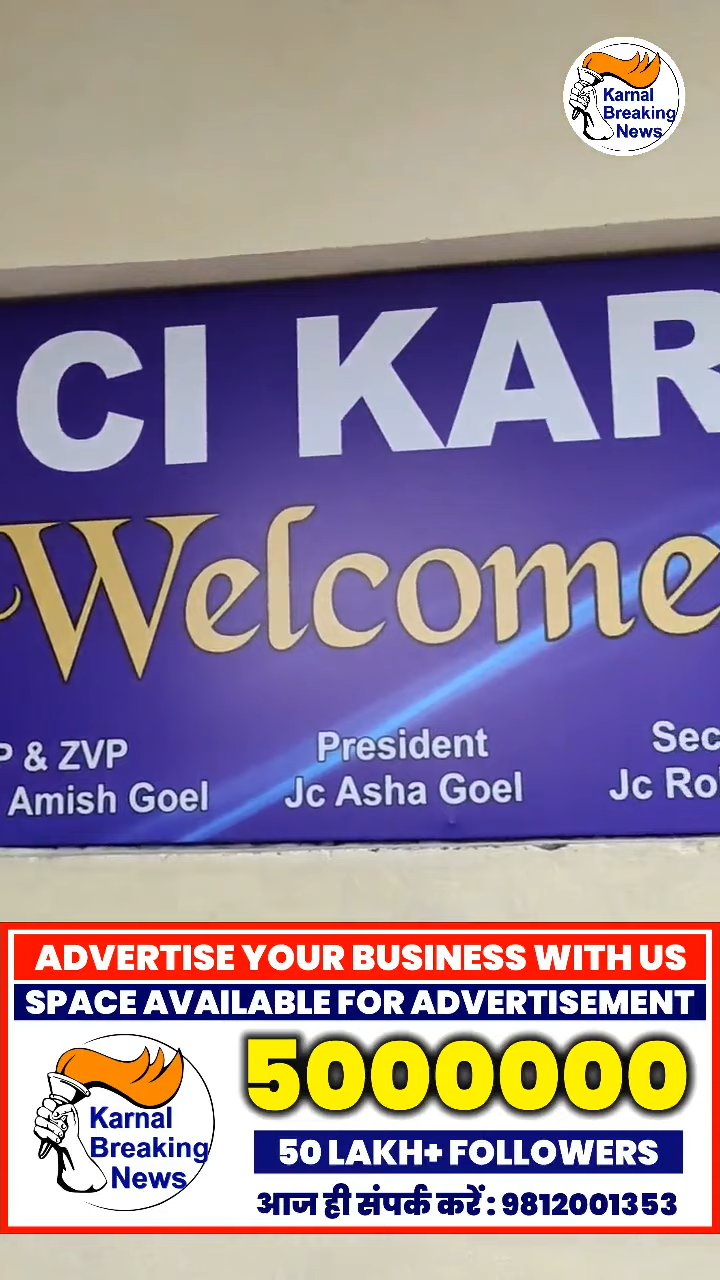 Karnal
Breaking
News
CI KAR
Welcome
P & ZVP
Amish Goel
President
Jc Asha Goel
Sec
Jc Ro
ADVERTISE YOUR BUSINESS WITH US
SPACE AVAILABLE FOR ADVERTISEMENT
Karnal
Breaking
News
5000000
50 LAKH+ FOLLOWERS
आज ही संपर्क करें : 9812001353